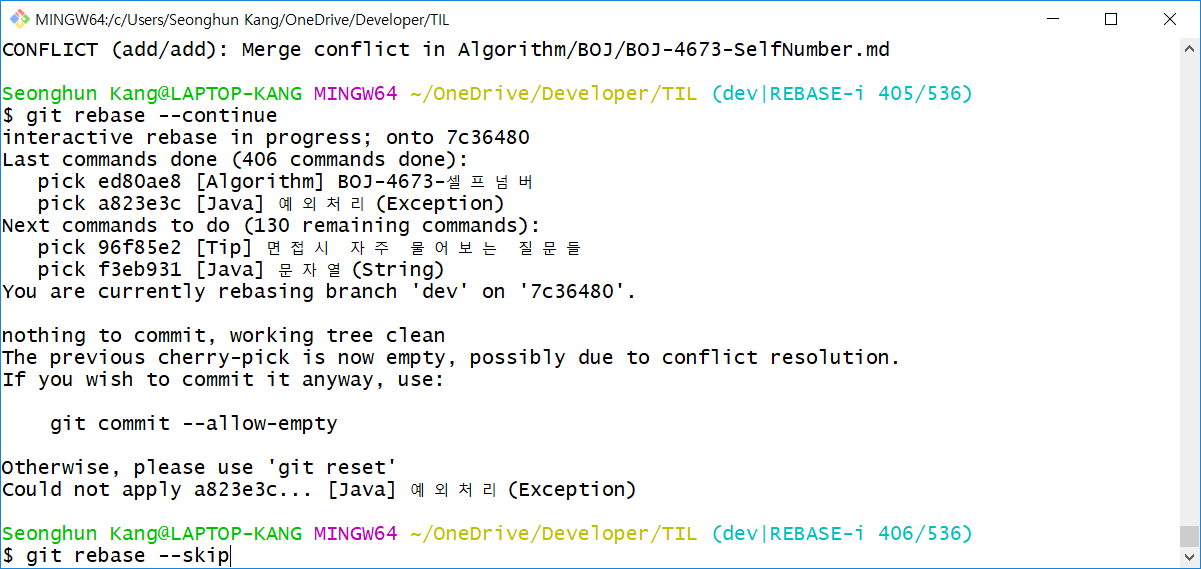 MINGW64:/c/Users/Seonghun Kang/OneDrive/Developer/TIL
CONFLICT (add/add): Merge conflict in Algorithm/BOJ/BOJ-4673-SelfNumber.md
Seonghun Kang@LAPTOP-KANG MINGW64 ~/OneDrive/Developer/TIL (dev|REBASE-i 405/536)
$ git rebase --continue
interactive rebase in progress; onto 7c36480
Last commands done (406 commands done):
   pick ed80ae8 [Algorithm] BOJ-4673-셀프넘버
   pick a823e3c [Java] 예외처리(Exception)
Next commands to do (130 remaining commands):
   pick 96f85e2 [Tip] 면접시 자주 물어보는 질문들
   pick f3eb931 [Java] 문자열(String)
You are currently rebasing branch 'dev' on '7c36480'.
nothing to commit, working tree clean
The previous cherry-pick is now empty, possibly due to conflict resolution.
If you wish to commit it anyway, use:
    git commit --allow-empty
Otherwise, please use 'git reset'
Could not apply a823e3c... [Java] 예외처리(Exception)
Seonghun Kang@LAPTOP-KANG MINGW64 ~/OneDrive/Developer/TIL (dev|REBASE-i 406/536)
$ git rebase --skip